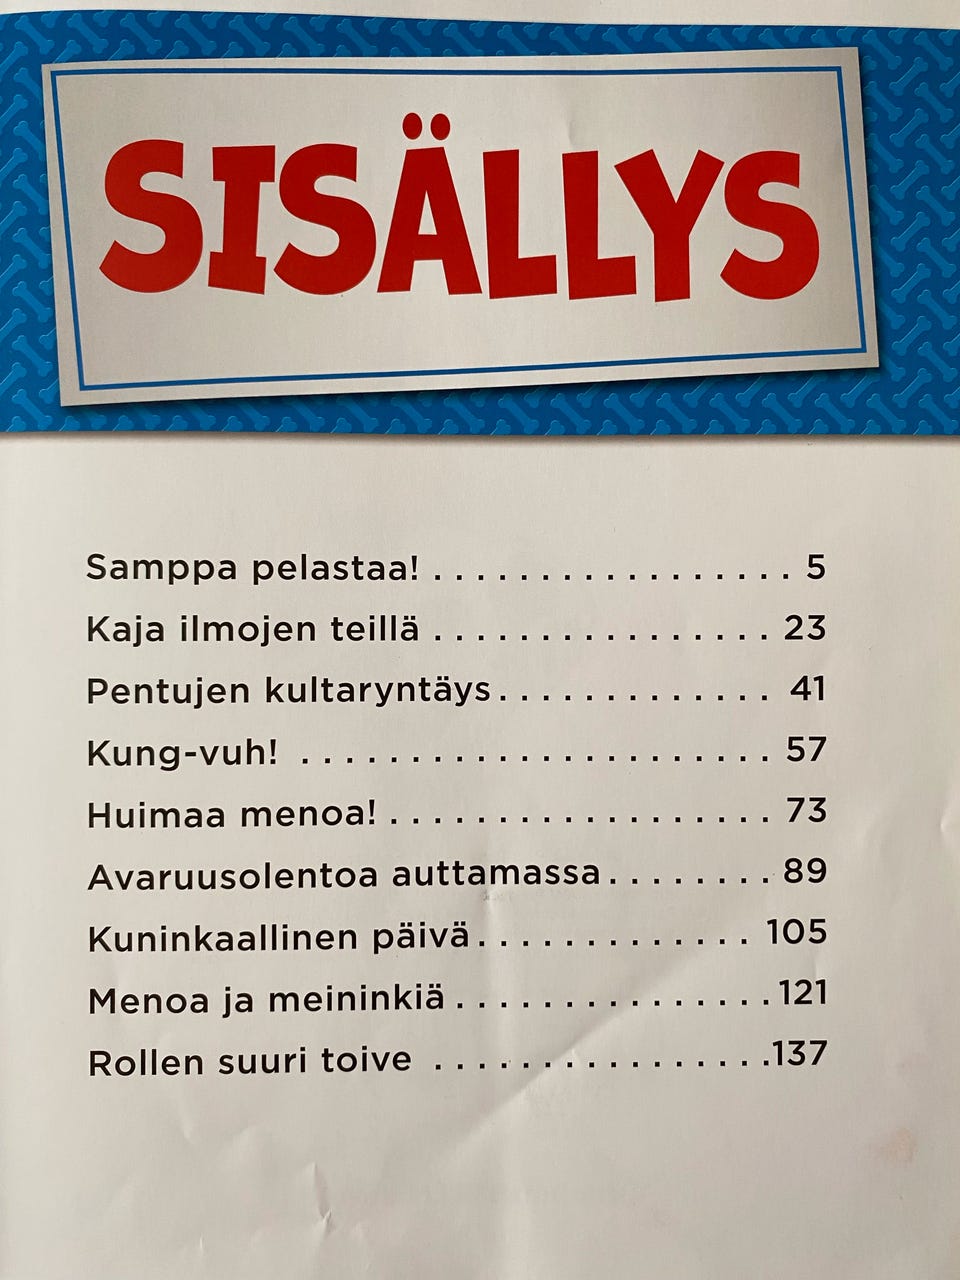 SISÄLLYS
Samppa pelastaa! . . . . . . . . . . . . . . . . . 5
Kaja ilmojen teillä . . . . . . . . . . . . . . . . 23
Pentujen kultaryntäys . . . . . . . . . . . . . 41
Kung-vuh! . . . . . . . . . . . . . . . . . . . . . . 57
Huimaa menoa! . . . . . . . . . . . . . . . . . . 73
Avaruusolentoa auttamassa . . . . . . . . 89
Kuninkaallinen päivä . . . . . . . . . . . . . 105
Menoa ja meininkiä . . . . . . . . . . . . . . . 121
Rollen suuri toive . . . . . . . . . . . . . . . . 137